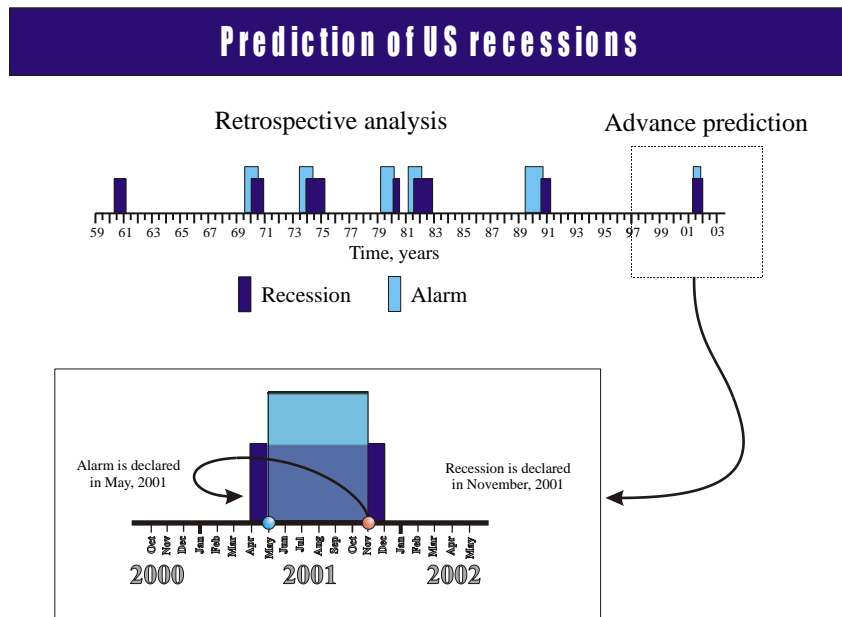 Prediction of US recessions
Retrospective analysis
Advance prediction
59 61 63 65 67 69 71 73 75 77 79 81 83 85 87 89 91 93 95 97 99 01 03
Time, years
Recession
Alarm
Alarm is declared
in May, 2001
Recession is declared
in November, 2001
Oct Nov Dec Jan Feb Mar Apr May Jun Jul Aug Sep Oct Nov Dec Jan Feb Mar Apr May
2000 2001 2002